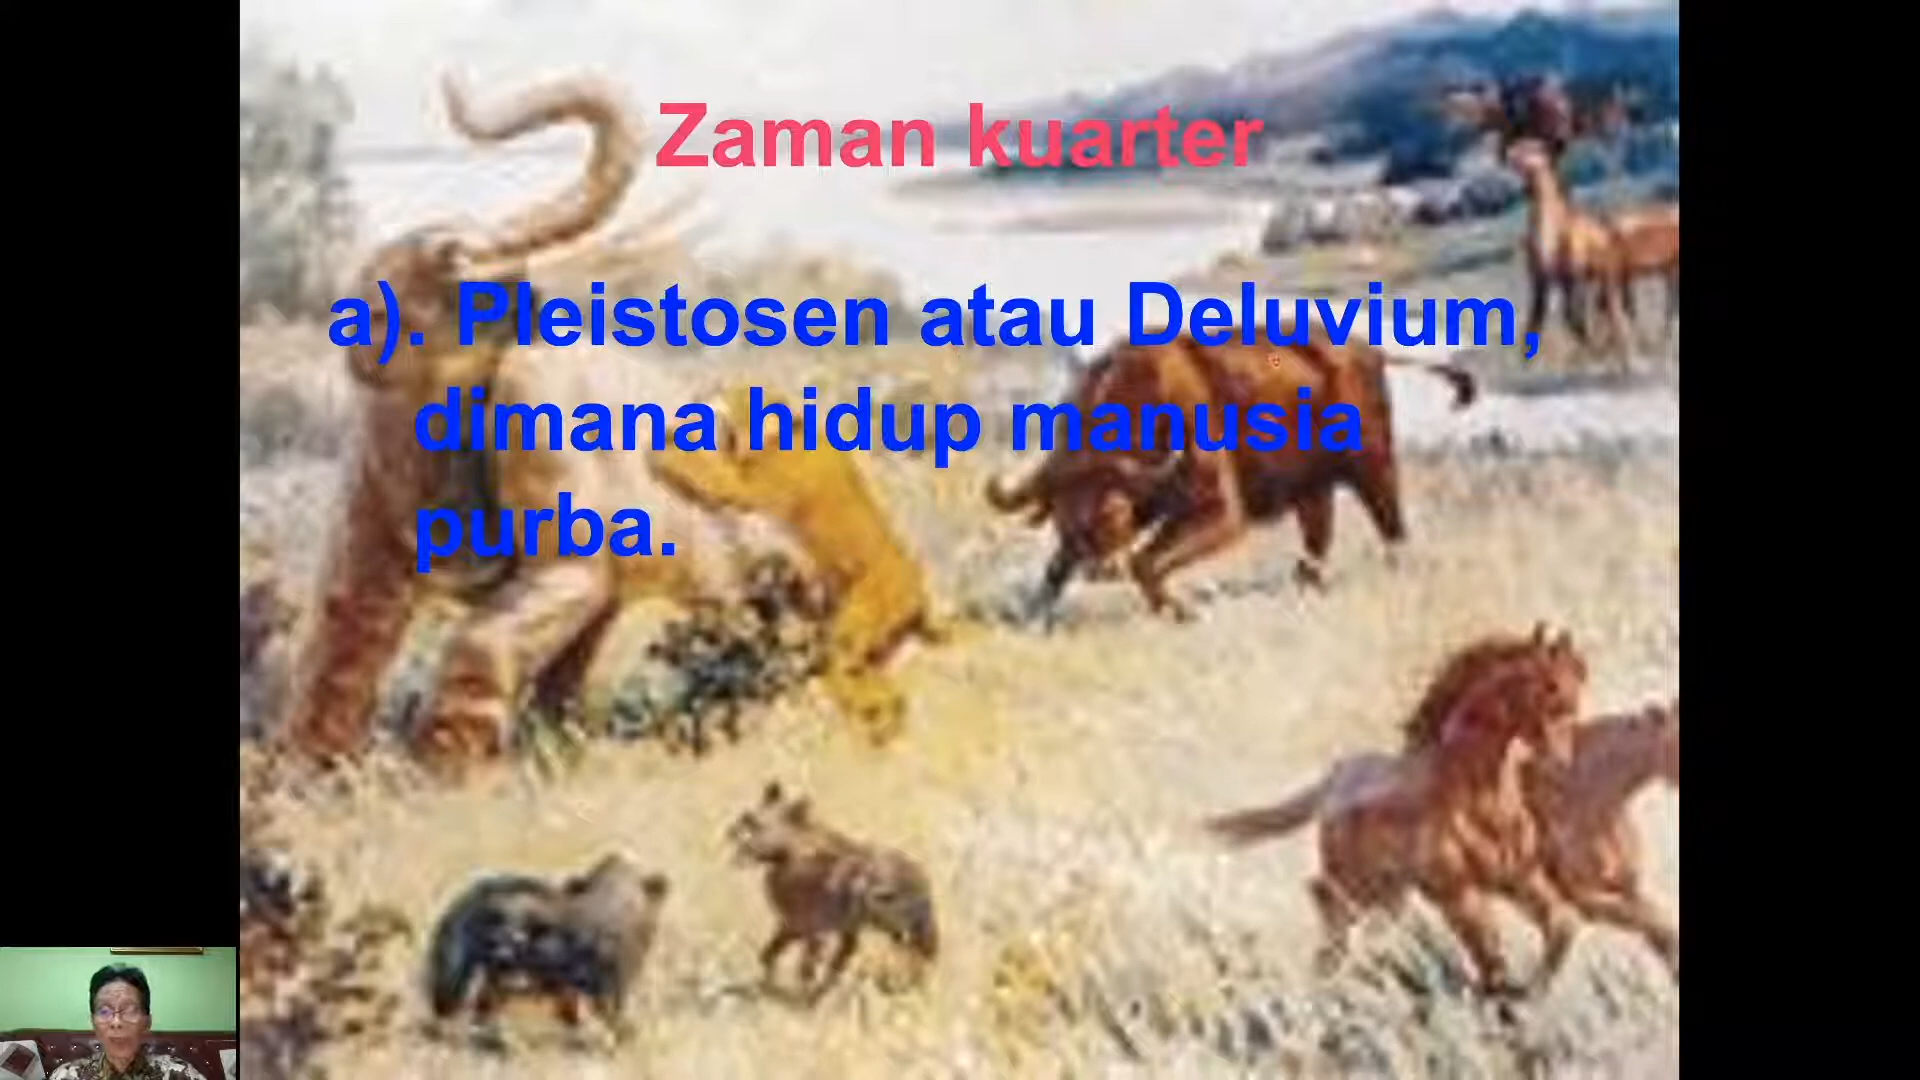 Zaman kuarter
a). Pleistosen atau Deluvium,
dimana hidup manusia
purba.